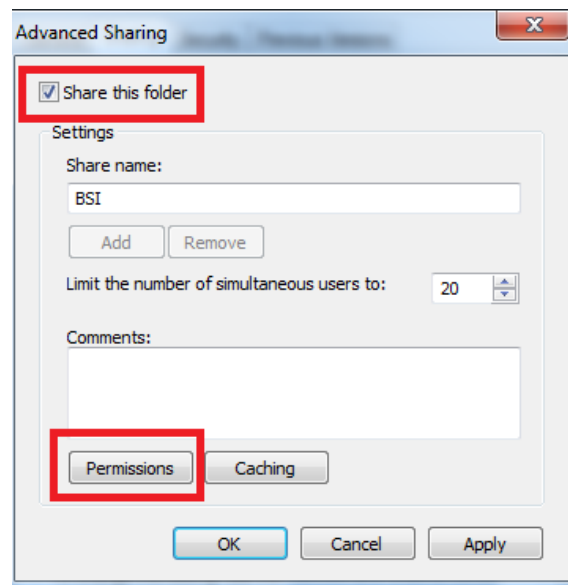 Advanced Sharing
Share this folder
Settings
Share name:
BSI
Add Remove
Limit the number of simultaneous users to: 20
Comments:
Permissions Caching
OK Cancel Apply